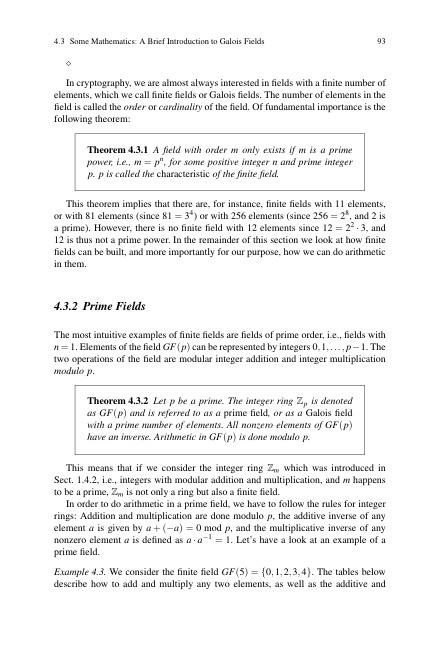 4.3 Some Mathematics: A Brief Introduction to Galois Fields 93
⋄
In cryptography, we are almost always interested in fields with a finite number of
elements, which we call finite fields or Galois fields. The number of elements in the
field is called the order or cardinality of the field. Of fundamental importance is the
following theorem:
Theorem 4.3.1 A field with order m only exists if m is a prime
power, i.e., m = pⁿ, for some positive integer n and prime integer
p. p is called the characteristic of the finite field.
This theorem implies that there are, for instance, finite fields with 11 elements,
or with 81 elements (since 81 = 3⁴) or with 256 elements (since 256 = 2⁸, and 2 is
a prime). However, there is no finite field with 12 elements since 12 = 2² · 3, and
12 is thus not a prime power. In the remainder of this section we look at how finite
fields can be built, and more importantly for our purpose, how we can do arithmetic
in them.
4.3.2 Prime Fields
The most intuitive examples of finite fields are fields of prime order, i.e., fields with
n = 1. Elements of the field GF(p) can be represented by integers 0, 1, . . . , p − 1. The
two operations of the field are modular integer addition and integer multiplication
modulo p.
Theorem 4.3.2 Let p be a prime. The integer ring ℤₚ is denoted
as GF(p) and is referred to as a prime field, or as a Galois field
with a prime number of elements. All nonzero elements of GF(p)
have an inverse. Arithmetic in GF(p) is done modulo p.
This means that if we consider the integer ring ℤₘ which was introduced in
Sect. 1.4.2, i.e., integers with modular addition and multiplication, and m happens
to be a prime, ℤₘ is not only a ring but also a finite field.
In order to do arithmetic in a prime field, we have to follow the rules for integer
rings: Addition and multiplication are done modulo p, the additive inverse of any
element a is given by a + (−a) = 0 mod p, and the multiplicative inverse of any
nonzero element a is defined as a · a⁻¹ = 1. Let's have a look at an example of a
prime field.
Example 4.3. We consider the finite field GF(5) = {0, 1, 2, 3, 4}. The tables below
describe how to add and multiply any two elements, as well as the additive and